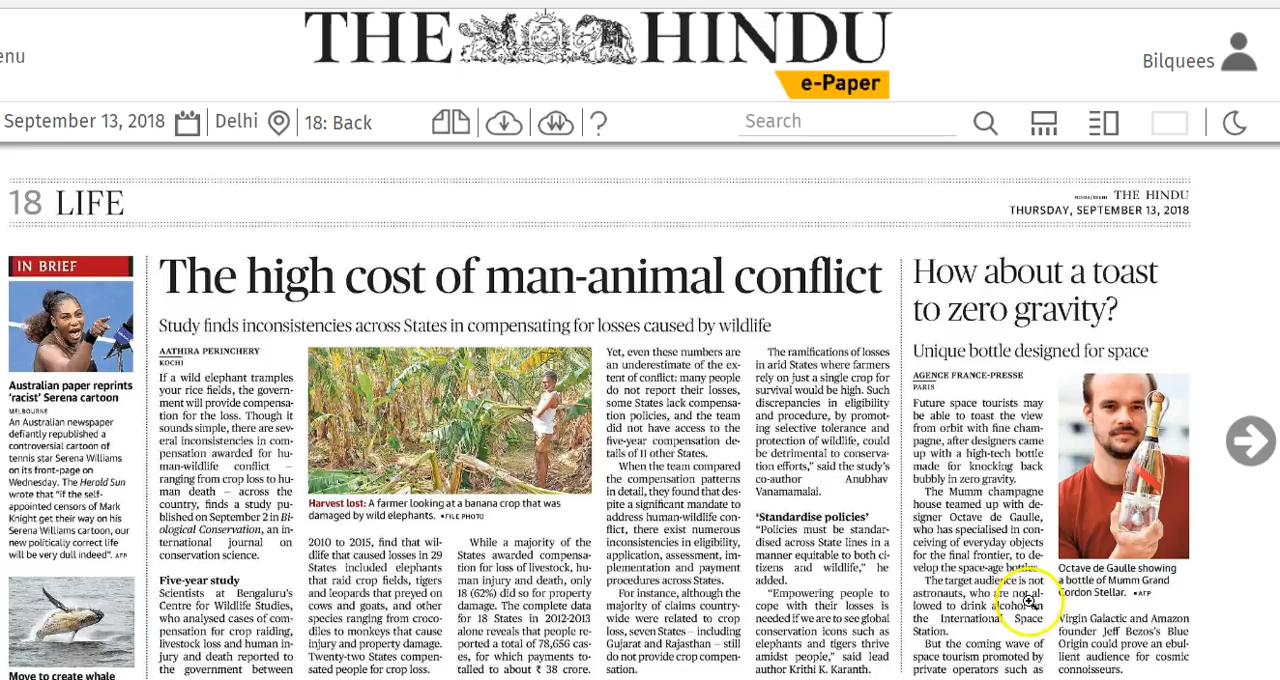 THE HINDU
e-Paper
enu
Bilquees
September 13, 2018
Delhi
18: Back
?
Search
18 LIFE
THE HINDU
THURSDAY, SEPTEMBER 13, 2018
IN BRIEF
Australian paper reprints
'racist' Serena cartoon
MELBOURNE
An Australian newspaper
defiantly republished a
controversial cartoon of
tennis star Serena Williams
on its front-page on
Wednesday. The Herald Sun
wrote that "if the self-
appointed censors of Mark
Knight get their way on his
Serena Williams cartoon, our
new politically correct life
will be very dull indeed". AFP
Move to create whale
The high cost of man-animal conflict
Study finds inconsistencies across States in compensating for losses caused by wildlife
AATHIRA PERINCHERY
KOCHI
If a wild elephant tramples
your rice fields, the govern-
ment will provide compensa-
tion for the loss. Though it
sounds simple, there are sev-
eral inconsistencies in com-
pensation awarded for hu-
man-wildlife conflict –
ranging from crop loss to hu-
man death – across the
country, finds a study pu-
blished on September 2 in Bi-
ological Conservation, an in-
ternational journal on
conservation science.
Five-year study
Scientists at Bengaluru's
Centre for Wildlife Studies,
who analysed cases of com-
pensation for crop raiding,
livestock loss and human in-
jury and death reported to
the government between
Harvest lost: A farmer looking at a banana crop that was
damaged by wild elephants. • FILE PHOTO
2010 to 2015, find that wil-
dlife that caused losses in 29
States included elephants
that raid crop fields, tigers
and leopards that preyed on
cows and goats, and other
species ranging from croco-
diles to monkeys that cause
injury and property damage.
Twenty-two States compen-
sated people for crop loss.
While a majority of the
States awarded compensa-
tion for loss of livestock, hu-
man injury and death, only
18 (62%) did so for property
damage. The complete data
for 18 States in 2012-2013
alone reveals that people re-
ported a total of 78,656 cas-
es, for which payments to-
talled to about ₹ 38 crore.
Yet, even these numbers are
an underestimate of the ex-
tent of conflict: many people
do not report their losses,
some States lack compensa-
tion policies, and the team
did not have access to the
five-year compensation de-
tails of 11 other States.
When the team compared
the compensation patterns
in detail, they found that des-
pite a significant mandate to
address human-wildlife con-
flict, there exist numerous
inconsistencies in eligibility,
application, assessment, im-
plementation and payment
procedures across States.
For instance, although the
majority of claims country-
wide were related to crop
loss, seven States – including
Gujarat and Rajasthan – still
do not provide crop compen-
sation.
The ramifications of losses
in arid States where farmers
rely on just a single crop for
survival would be high. Such
discrepancies in eligibility
and procedure, by promot-
ing selective tolerance and
protection of wildlife, could
be detrimental to conserva-
tion efforts," said the study's
co-author Anubhav
Vanamamalai.
'Standardise policies'
"Policies must be standar-
dised across State lines in a
manner equitable to both ci-
tizens and wildlife," he
added.
"Empowering people to
cope with their losses is
needed if we are to see global
conservation icons such as
elephants and tigers thrive
amidst people," said lead
author Krithi K. Karanth.
How about a toast
to zero gravity?
Unique bottle designed for space
AGENCE FRANCE-PRESSE
PARIS
Future space tourists may
be able to toast the view
from orbit with fine cham-
pagne, after designers came
up with a high-tech bottle
made for knocking back
bubbly in zero gravity.
The Mumm champagne
house teamed up with de-
signer Octave de Gaulle,
who has specialised in con-
ceiving of everyday objects
for the final frontier, to de-
velop the space-age bottle.
The target audience is not
astronauts, who are not al-
lowed to drink alcohol on
the International Space
Station.
But the coming wave of
space tourism promoted by
private operators such as
Octave de Gaulle showing
a bottle of Mumm Grand
Cordon Stellar. • AFP
Virgin Galactic and Amazon
founder Jeff Bezos's Blue
Origin could prove an ebul-
lient audience for cosmic
connoisseurs.